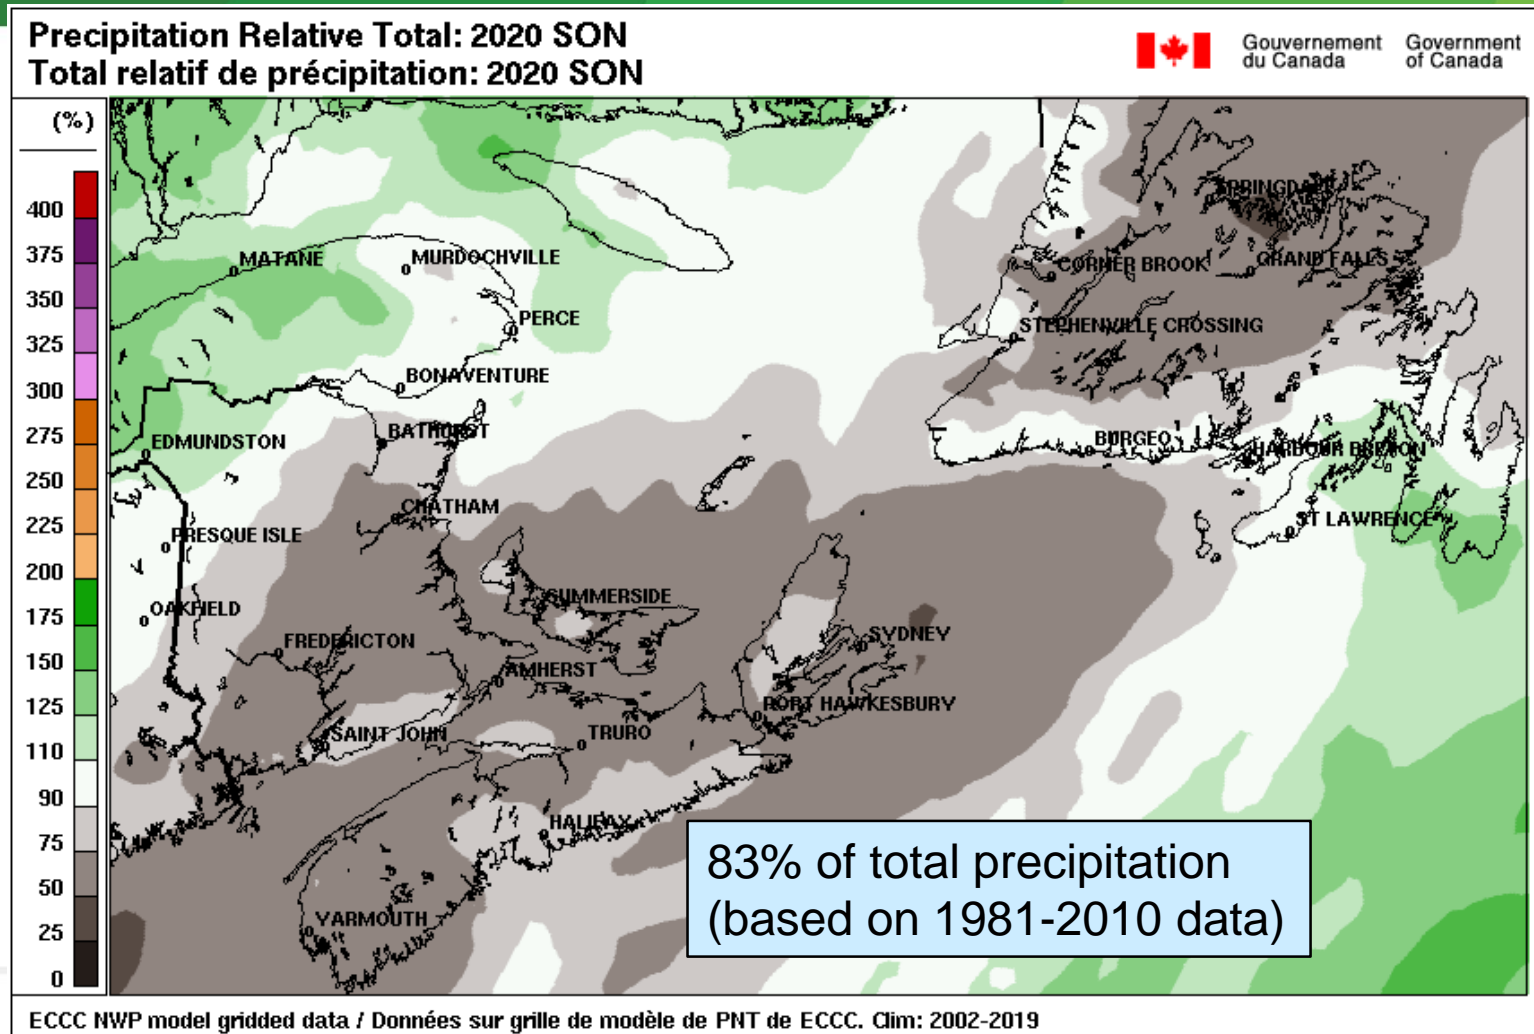 Precipitation Relative Total: 2020 SON
Total relatif de précipitation: 2020 SON
Gouvernement du Canada
Government of Canada
(%)
400
375
350
325
300
275
250
225
200
175
150
125
110
90
75
50
25
0
MATANE
MURDOCHVILLE
PERCE
BONAVENTURE
EDMUNDSTON
BATHURST
CHATHAM
PRESQUE ISLE
OAKFIELD
FREDERICTON
SUMMERSIDE
AMHERST
SYDNEY
PORT HAWKESBURY
SAINT JOHN
TRURO
HALIFAX
YARMOUTH
SPRINGDALE
CORNER BROOK
GRAND FALLS
STEPHENVILLE CROSSING
BURGEO
HARBOUR BRETON
ST LAWRENCE
83% of total precipitation
(based on 1981-2010 data)
ECCC NWP model gridded data / Données sur grille de modèle de PNT de ECCC. Clim: 2002-2019